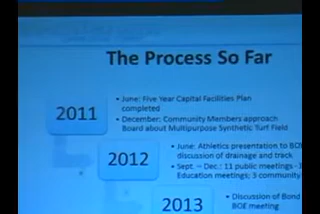 The Process So Far
2011
• June: Five Year Capital Facilities Plan
completed
• December: Community Members approach
Board about Multipurpose Synthetic Turf Field
2012
• June: Athletics presentation to BOE
discussion of drainage and track
• Sept. – Dec.: 11 public meetings -
Education meetings; 3 community
2013
• Discussion of Bond
BOE meeting